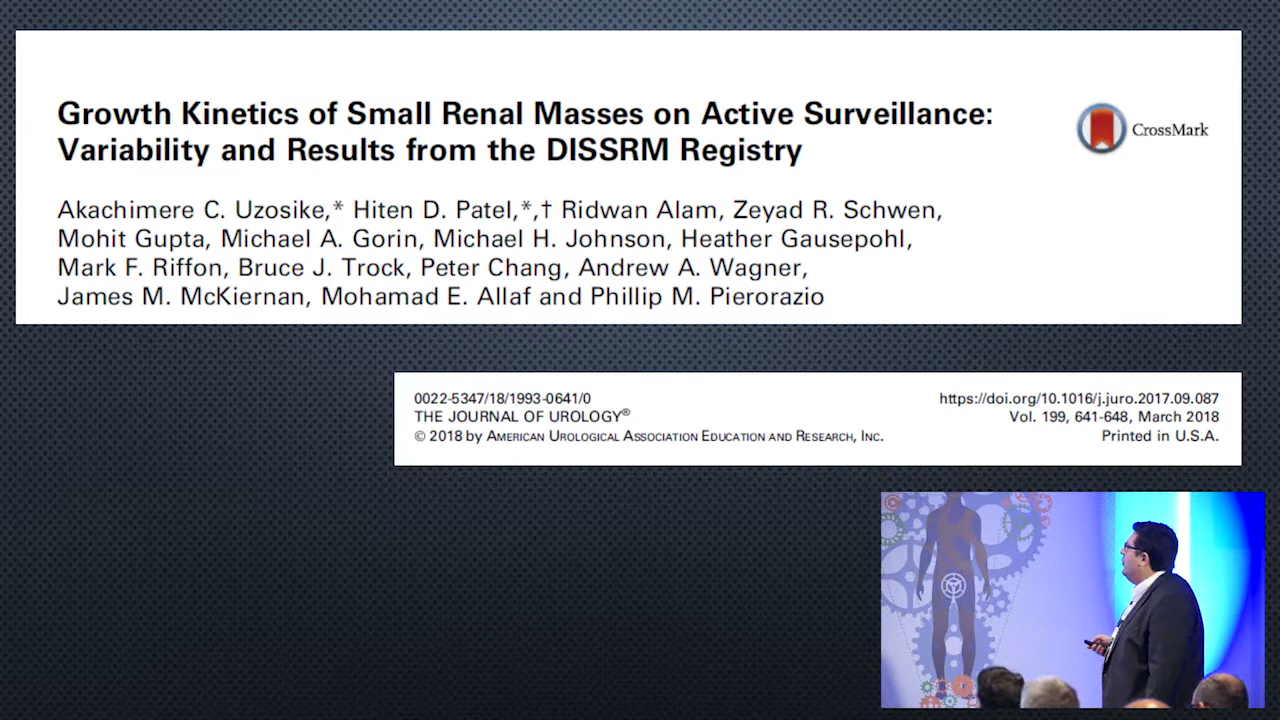 Growth Kinetics of Small Renal Masses on Active Surveillance:
Variability and Results from the DISSRM Registry
CrossMark
Akachimere C. Uzosike,* Hiten D. Patel,*,† Ridwan Alam, Zeyad R. Schwen,
Mohit Gupta, Michael A. Gorin, Michael H. Johnson, Heather Gausepohl,
Mark F. Riffon, Bruce J. Trock, Peter Chang, Andrew A. Wagner,
James M. McKiernan, Mohamad E. Allaf and Phillip M. Pierorazio
0022-5347/18/1993-0641/0
THE JOURNAL OF UROLOGY®
© 2018 by AMERICAN UROLOGICAL ASSOCIATION EDUCATION AND RESEARCH, INC.
https://doi.org/10.1016/j.juro.2017.09.087
Vol. 199, 641-648, March 2018
Printed in U.S.A.